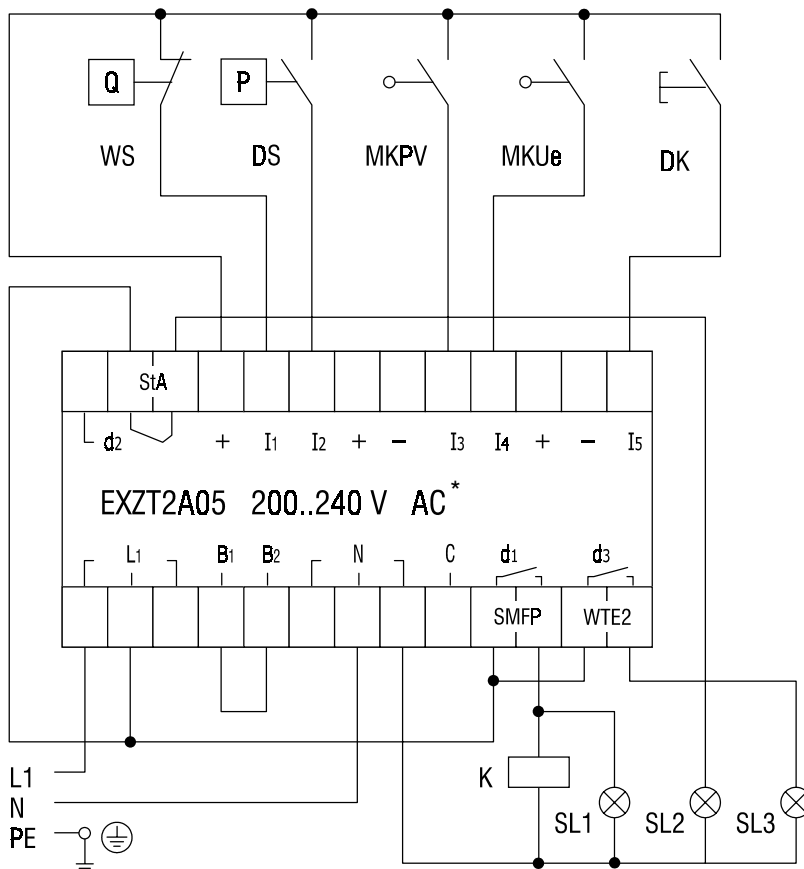 Q P
WS DS MKPV MKUe DK
StA
d2 + I1 I2 + − I3 I4 + − I5
EXZT2A05 200..240 V AC*
L1 B1 B2 N C d1 d3
SMFP WTE2
L1
N
PE
K SL1 SL2 SL3